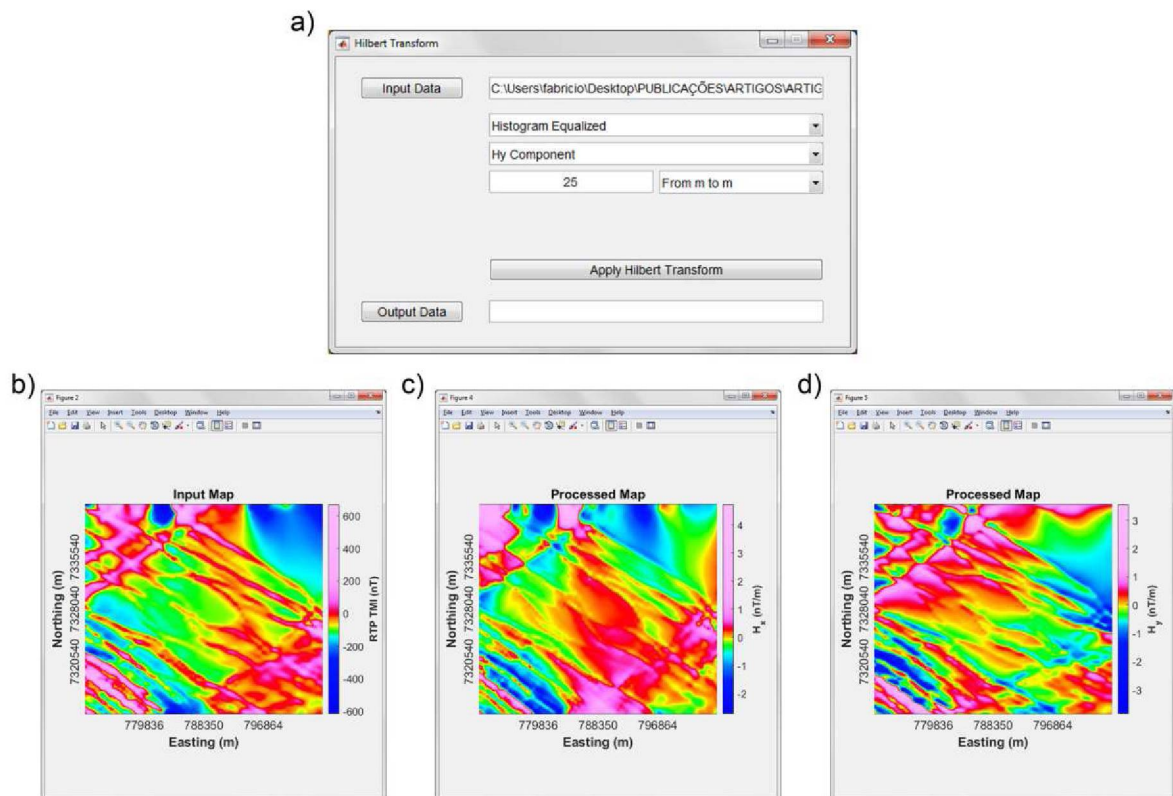 a)
Hilbert Transform
Input Data
C:\Users\fabricio\Desktop\PUBLICAÇÕES\ARTIGOS\ARTIG
Histogram Equalized
Hy Component
25
From m to m
Apply Hilbert Transform
Output Data
b)
Figure 2
File Edit View Insert Tools Desktop Window Help
Input Map
600
400
200
0
-200
-400
-600
RTP TMI (nT)
Northing (m)
7335540
7328040
7320540
779836 788350 796864
Easting (m)
c)
Figure 4
File Edit View Insert Tools Desktop Window Help
Processed Map
4
3
2
1
0
-1
-2
Hx (nT/m)
Northing (m)
7335540
7328040
7320540
779836 788350 796864
Easting (m)
d)
File Edit View Insert Tools Desktop Window Help
Processed Map
3
2
1
0
-1
-2
-3
Hy (nT/m)
Northing (m)
7335540
7328040
7320540
779836 788350 796864
Easting (m)